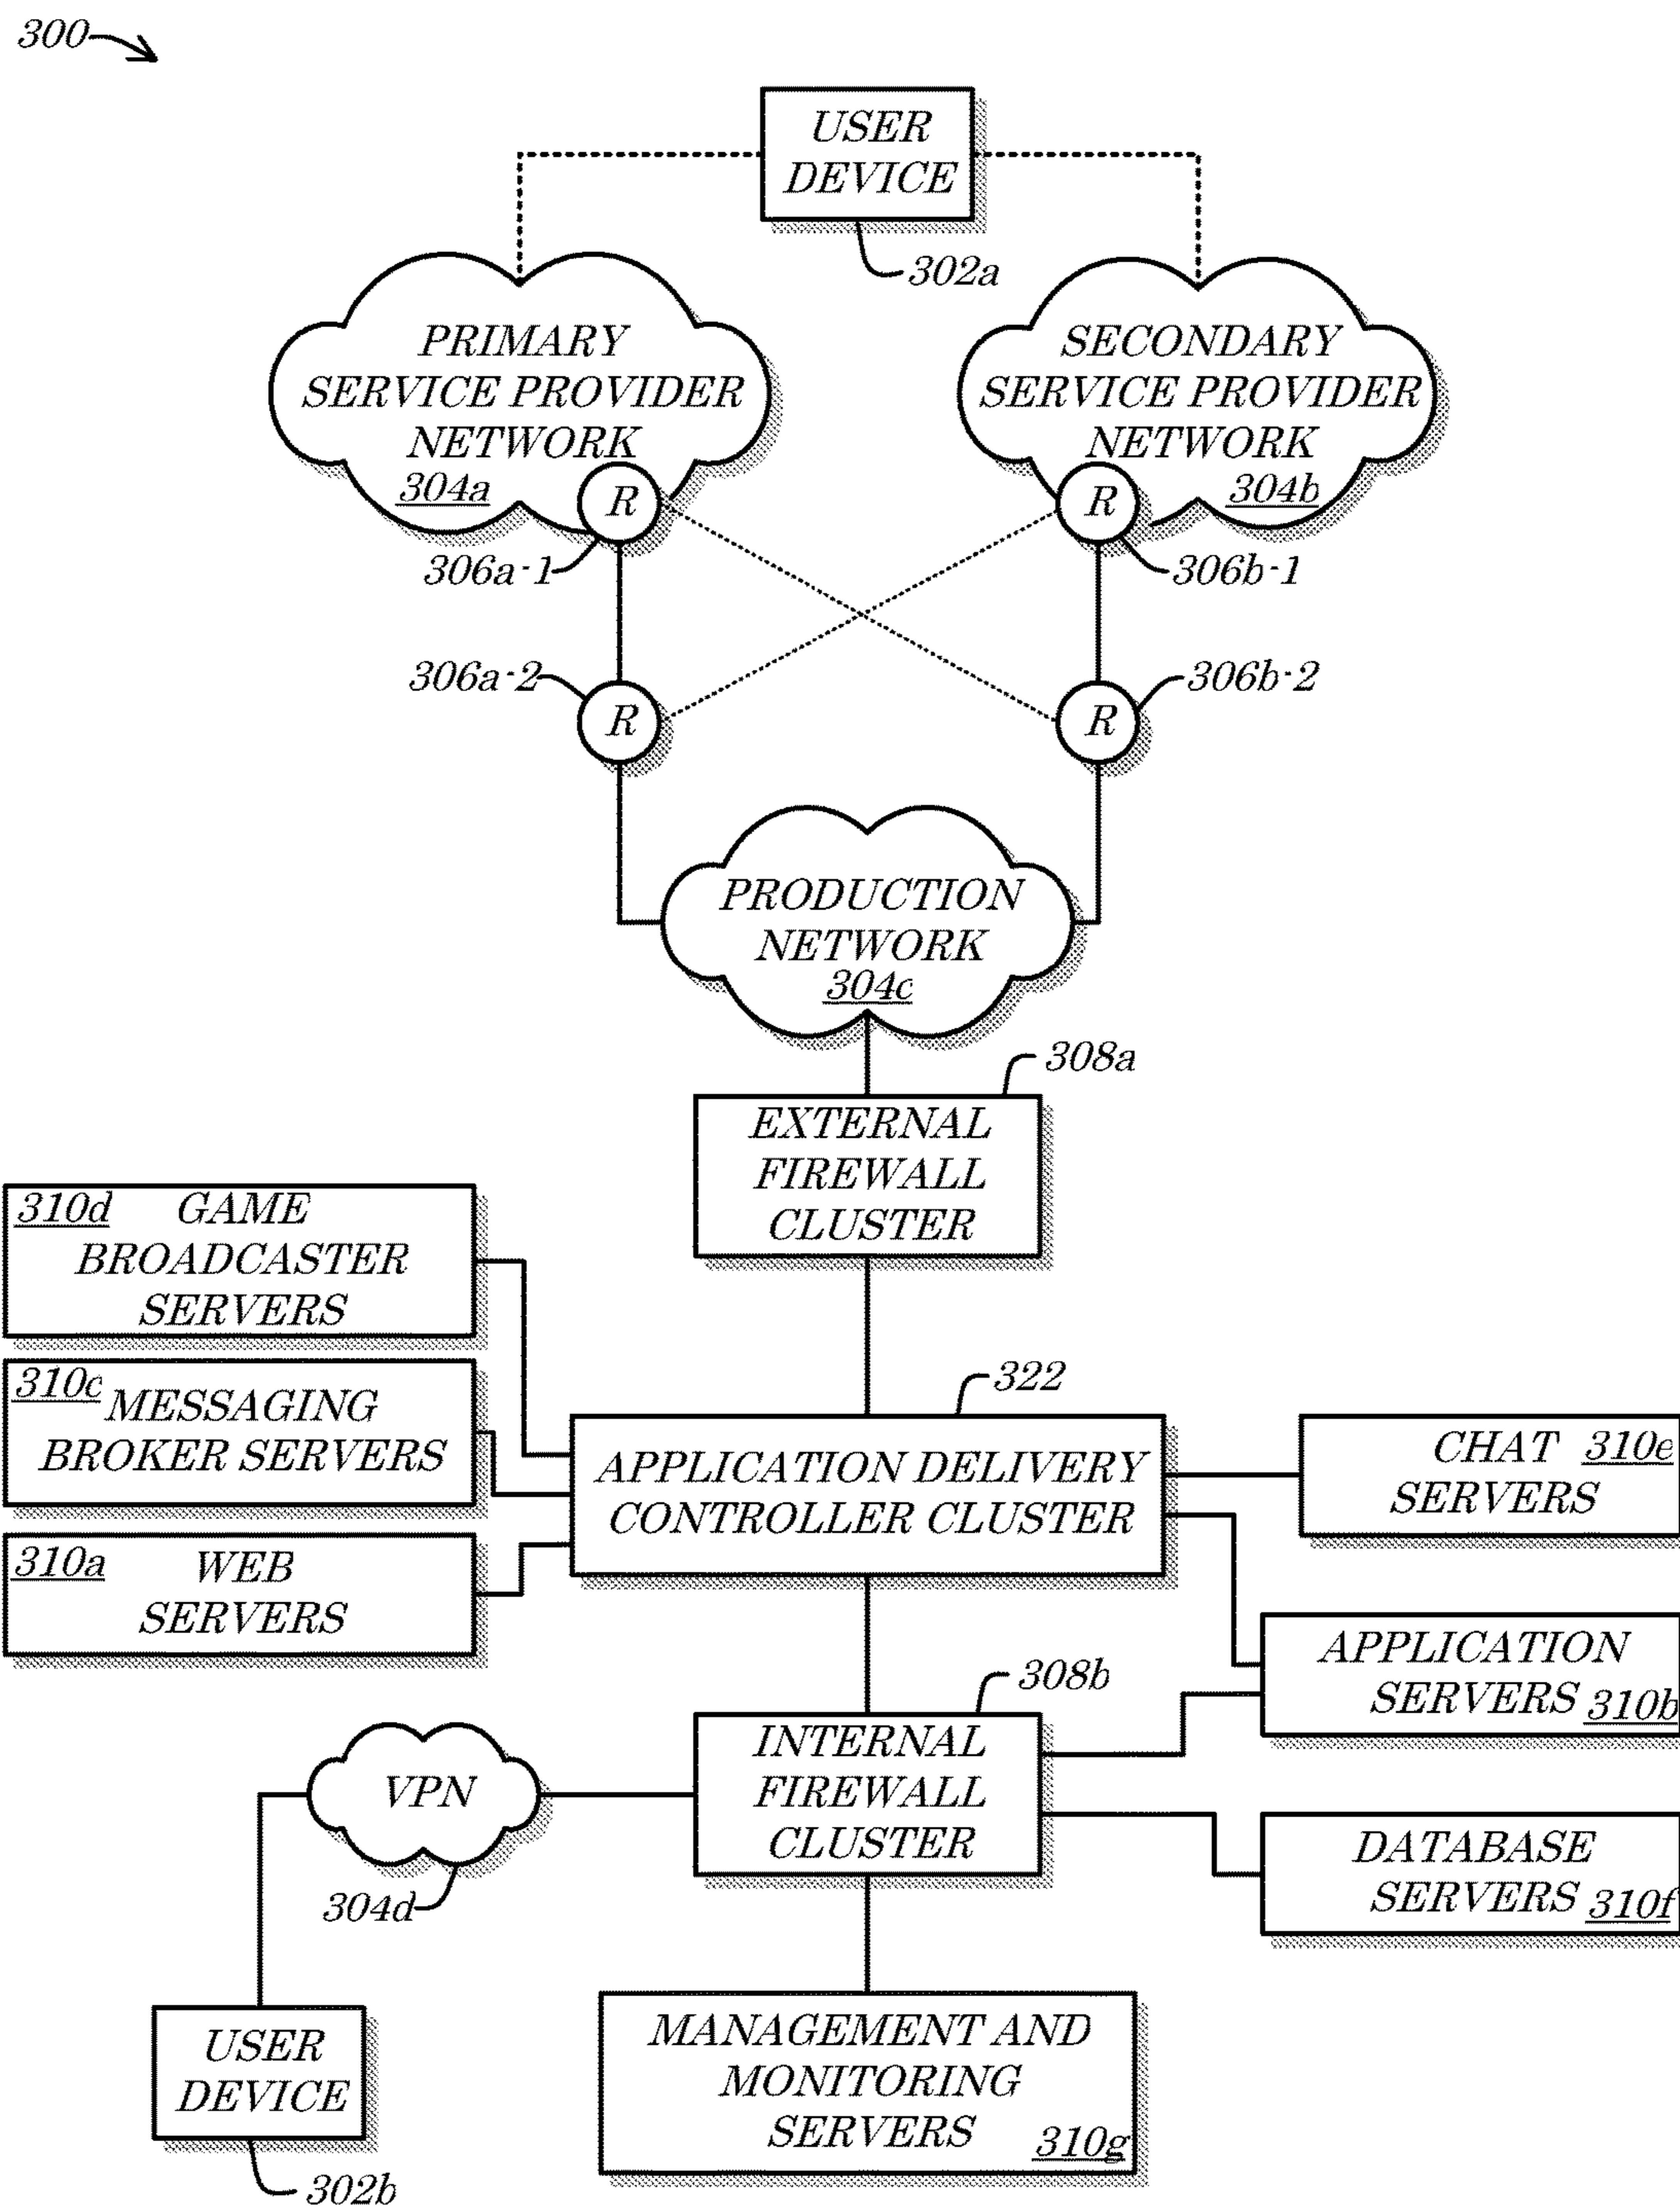 300
USER
DEVICE
302a
PRIMARY
SERVICE PROVIDER
NETWORK
304a
SECONDARY
SERVICE PROVIDER
NETWORK
304b
R
R
306a-1
306b-1
306a-2
306b-2
R
R
PRODUCTION
NETWORK
304c
308a
EXTERNAL
FIREWALL
CLUSTER
310d GAME
BROADCASTER
SERVERS
310c MESSAGING
BROKER SERVERS
310a WEB
SERVERS
322
APPLICATION DELIVERY
CONTROLLER CLUSTER
CHAT 310e
SERVERS
APPLICATION
SERVERS 310b
308b
INTERNAL
FIREWALL
CLUSTER
VPN
304d
DATABASE
SERVERS 310f
USER
DEVICE
302b
MANAGEMENT AND
MONITORING
SERVERS 310g